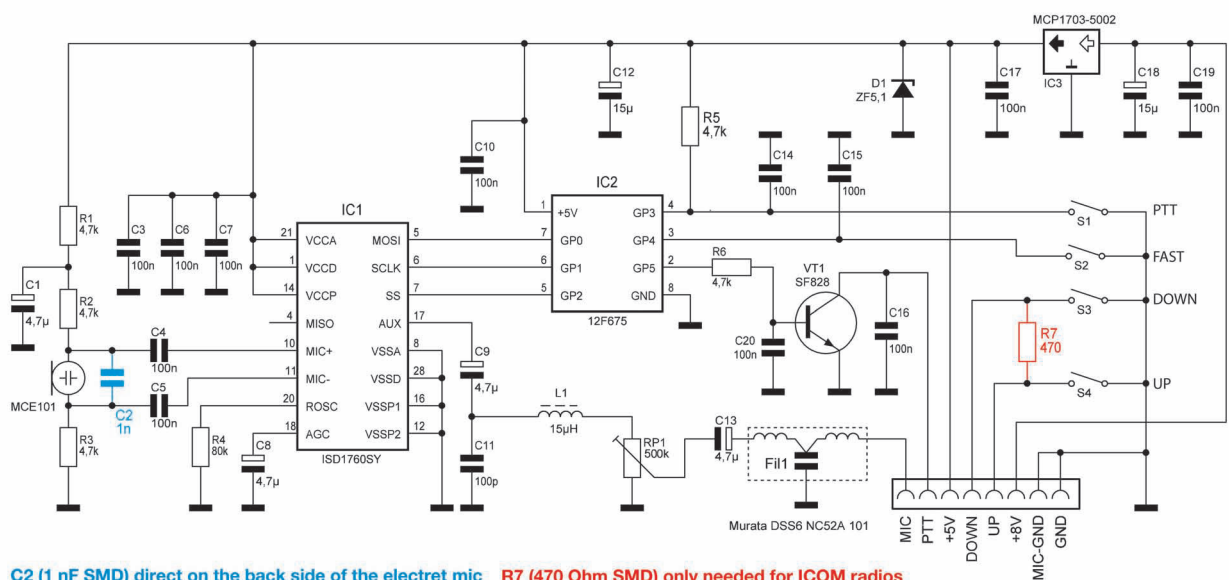 MCP1703-5002
IC3
C12
15µ
D1
ZF5,1
C17
100n
C18
15µ
C19
100n
R5
4,7k
C10
100n
C14
100n
C15
100n
R1
4,7k
C3
100n
C6
100n
C7
100n
C1
4,7µ
R2
4,7k
MCE101
C2
1n
R3
4,7k
C4
100n
C5
100n
R4
80k
C8
4,7µ
IC1
21 VCCA MOSI 5
1 VCCD SCLK 6
14 VCCP SS 7
4 MISO AUX 17
10 MIC+ VSSA 8
11 MIC- VSSD 28
20 ROSC VSSP1 16
18 AGC VSSP2 12
ISD1760SY
IC2
1 +5V GP3 4
7 GP0 GP4 3
6 GP1 GP5 2
5 GP2 GND 8
12F675
R6
4,7k
VT1
SF828
C20
100n
C16
100n
C9
4,7µ
C11
100p
L1
15µH
RP1
500k
C13
4,7µ
Fil1
Murata DSS6 NC52A 101
S1 PTT
S2 FAST
S3 DOWN
R7
470
S4 UP
MIC
PTT
+5V
DOWN
UP
+8V
MIC-GND
GND
C2 (1 nF SMD) direct on the back side of the electret mic R7 (470 Ohm SMD) only needed for ICOM radios